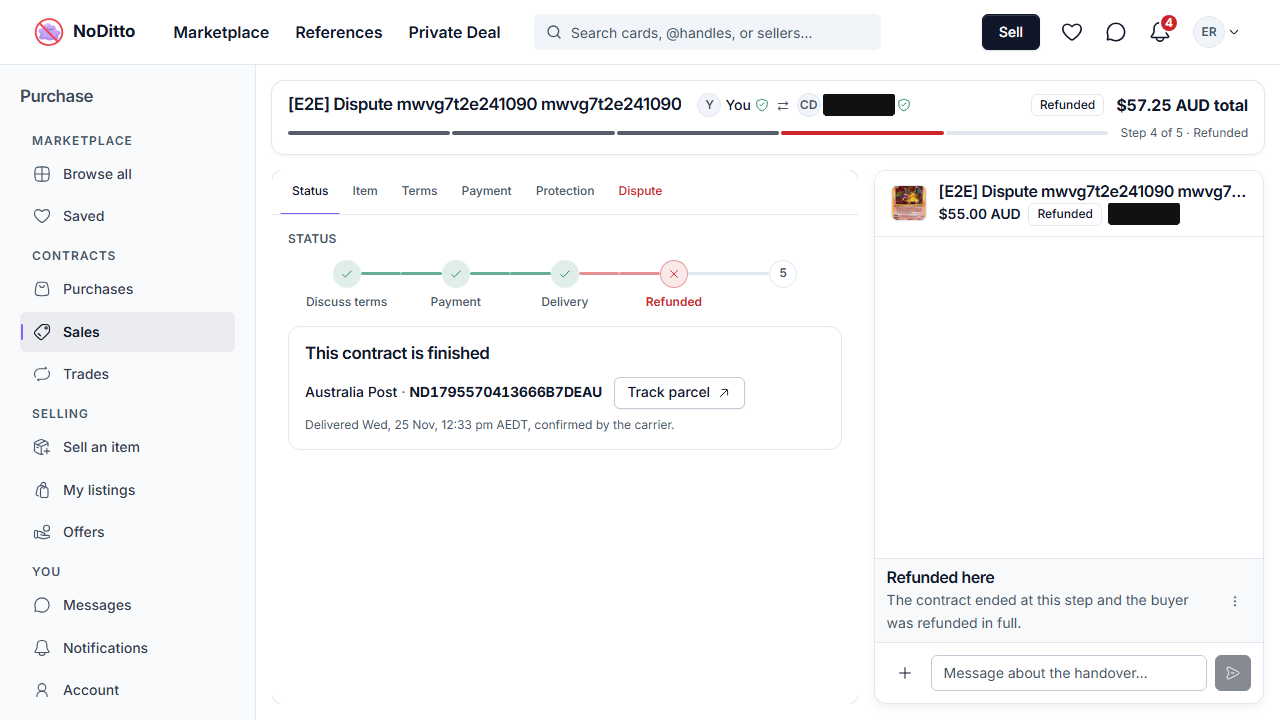 NoDitto
Marketplace
References
Private Deal
Search cards, @handles, or sellers...
Sell
4
ER
Purchase
MARKETPLACE
Browse all
Saved
CONTRACTS
Purchases
Sales
Trades
SELLING
Sell an item
My listings
Offers
YOU
Messages
Notifications
Account
[E2E] Dispute mwvg7t2e241090 mwvg7t2e241090
Y You
CD
Refunded
$57.25 AUD total
Step 4 of 5 · Refunded
Status
Item
Terms
Payment
Protection
Dispute
STATUS
5
Discuss terms
Payment
Delivery
Refunded
This contract is finished
Australia Post · ND1795570413666B7DEAU
Track parcel
Delivered Wed, 25 Nov, 12:33 pm AEDT, confirmed by the carrier.
[E2E] Dispute mwvg7t2e241090 mwvg7...
$55.00 AUD
Refunded
Refunded here
The contract ended at this step and the buyer
was refunded in full.
Message about the handover...